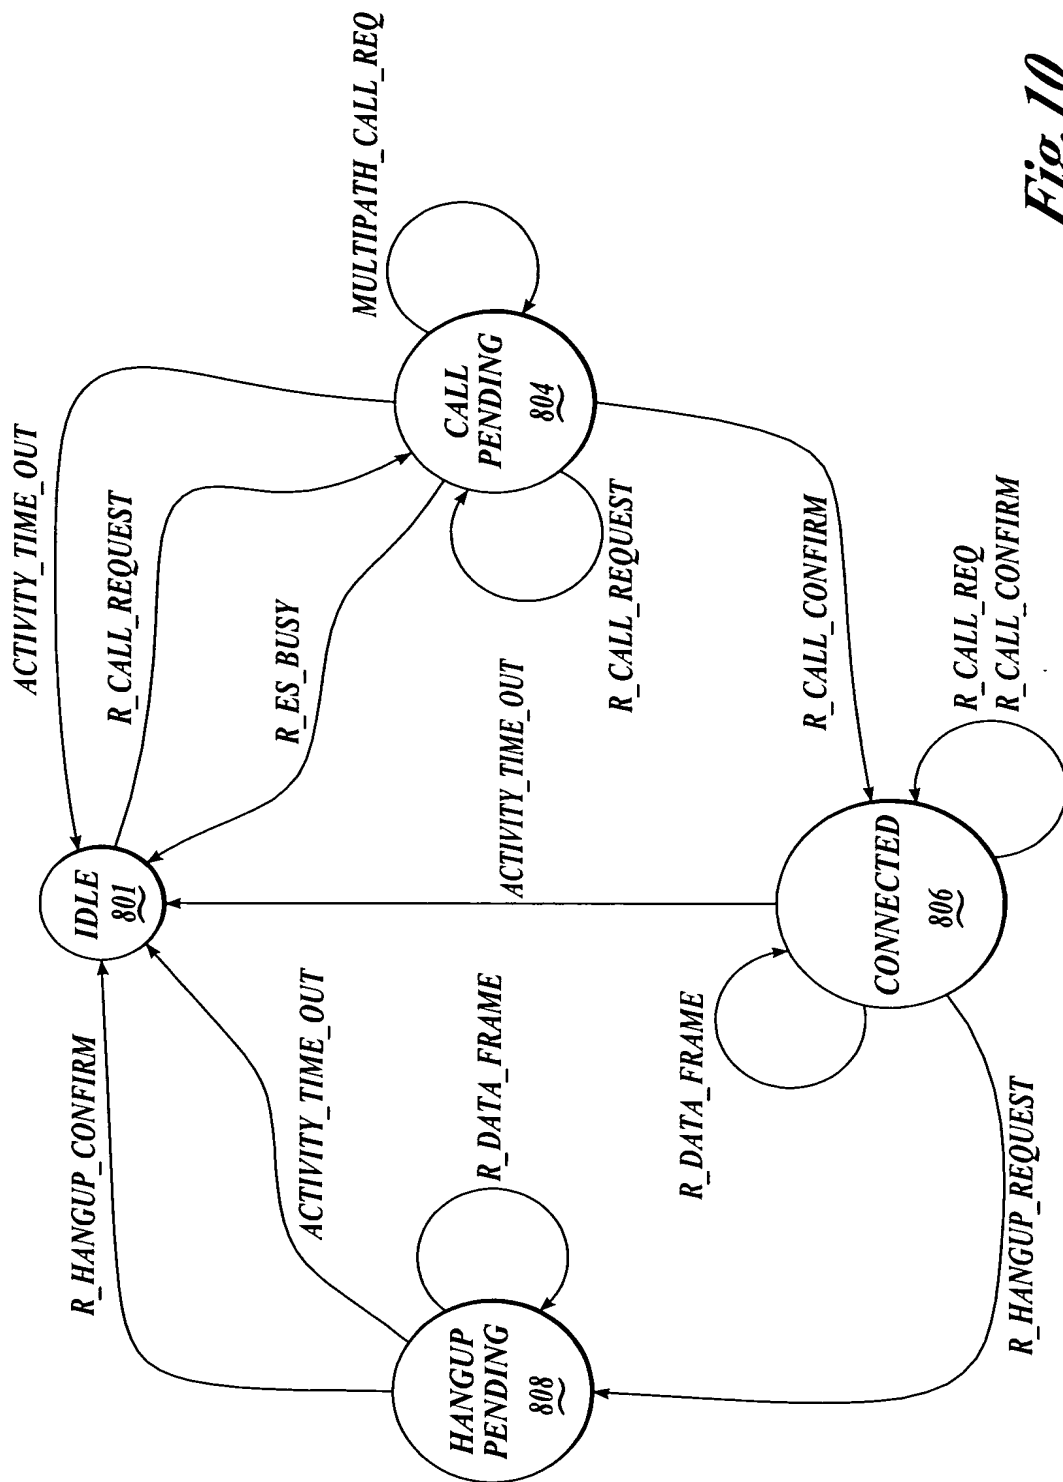 ACTIVITY_TIME_OUT
R_HANGUP_CONFIRM
IDLE
801
R_CALL_REQUEST
ACTIVITY_TIME_OUT
R_ES_BUSY
MULTIPATH_CALL_REQ
HANGUP
PENDING
808
R_DATA_FRAME
ACTIVITY_TIME_OUT
CALL
PENDING
804
R_CALL_REQUEST
R_DATA_FRAME
R_CALL_CONFIRM
CONNECTED
806
R_CALL_REQ
R_CALL_CONFIRM
R_HANGUP_REQUEST
Fig. 10